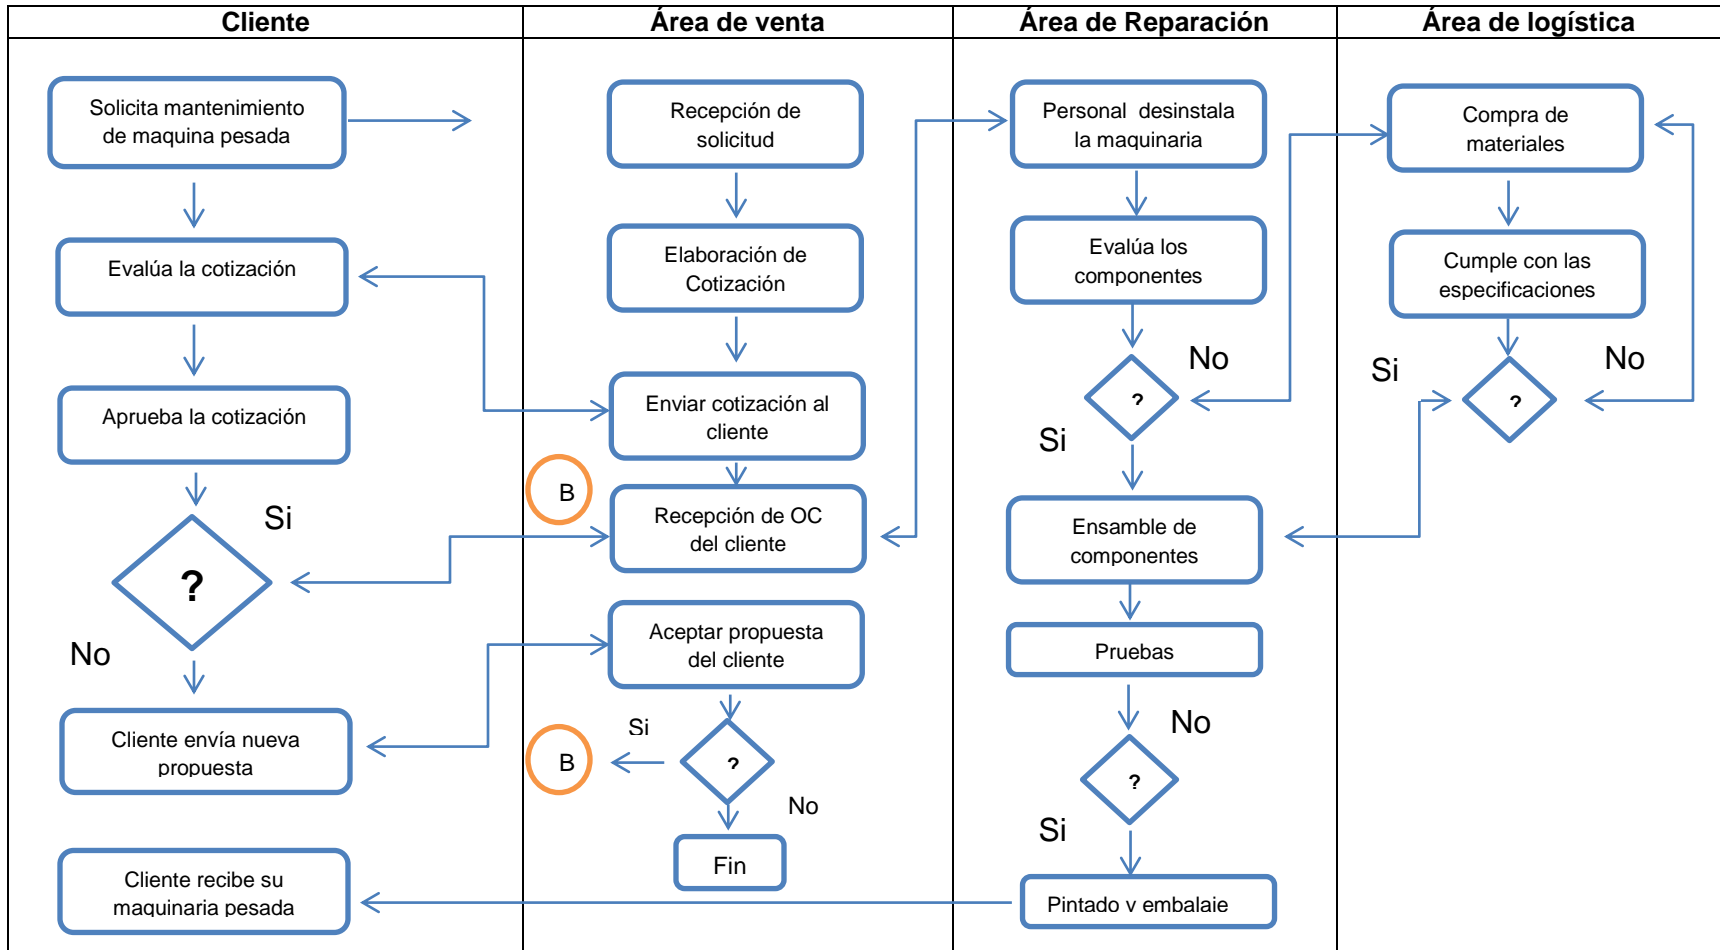 Cliente
Área de venta
Área de Reparación
Área de logística
Solicita mantenimiento
de maquina pesada
Evalúa la cotización
Aprueba la cotización
Si
?
No
Cliente envía nueva
propuesta
Cliente recibe su
maquinaria pesada
Recepción de
solicitud
Elaboración de
Cotización
Enviar cotización al
cliente
B
Recepción de OC
del cliente
Aceptar propuesta
del cliente
Si
B
?
No
Fin
Personal desinstala
la maquinaria
Evalúa los
componentes
No
?
Si
Ensamble de
componentes
Pruebas
No
?
Si
Pintado y embalaje
Compra de
materiales
Cumple con las
especificaciones
Si
No
?